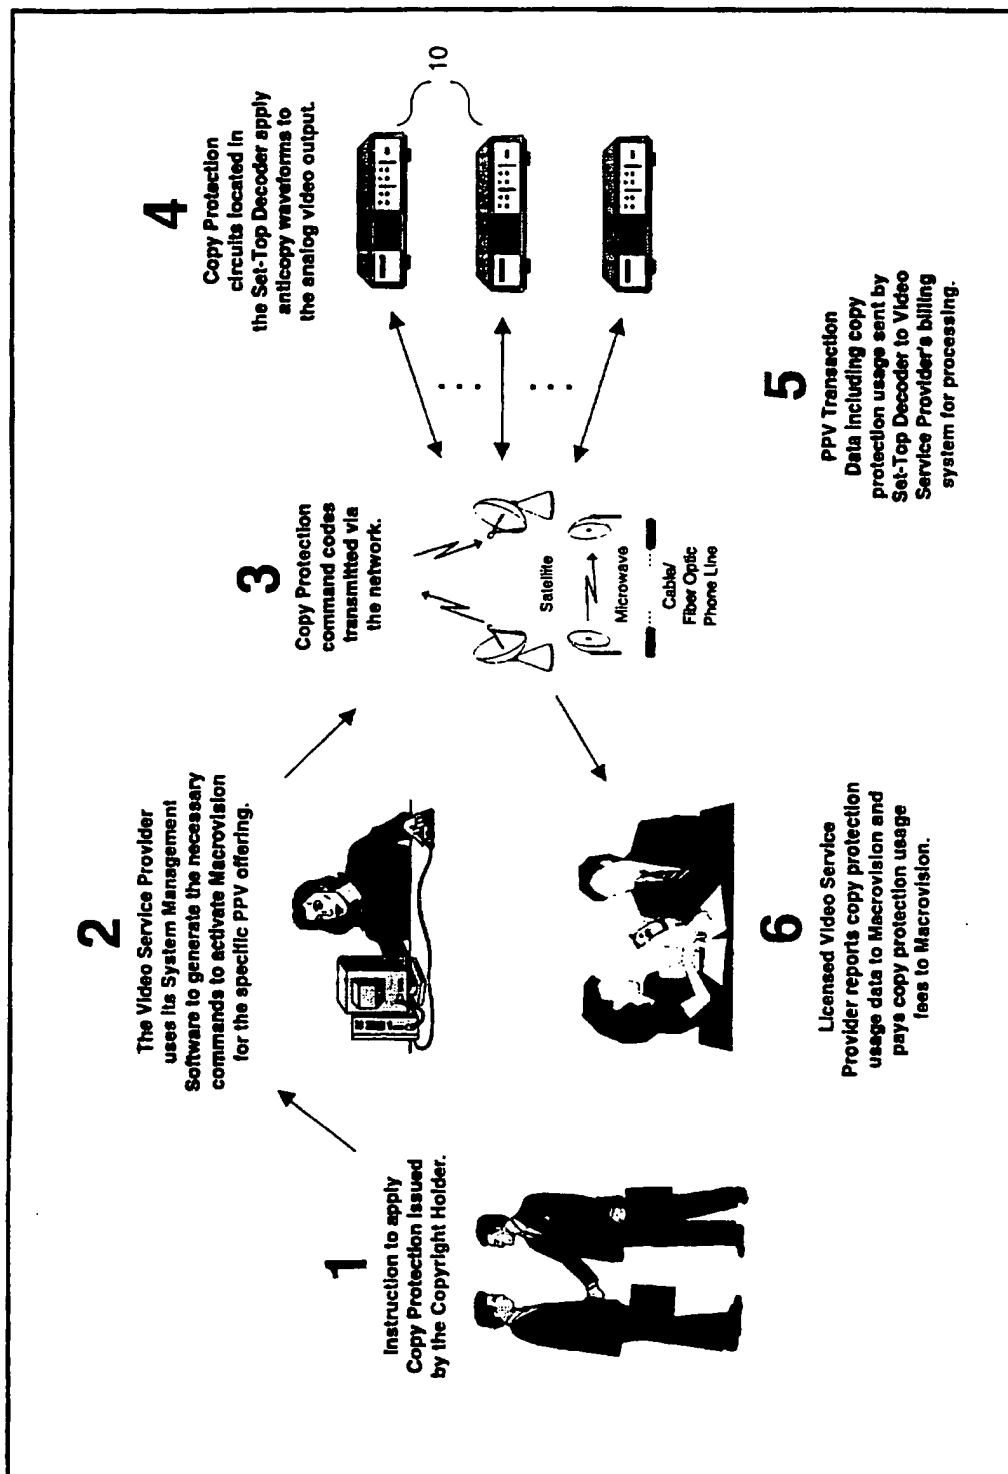 1
Instruction to apply
Copy Protection Issued
by the Copyright Holder.
2
The Video Service Provider
uses its System Management
Software to generate the necessary
commands to activate Macrovision
for the specific PPV offering.
3
Copy Protection
command codes
transmitted via
the network.
Satellite
Microwave
Cable/
Fiber Optic
Phone Line
4
Copy Protection
circuits located in
the Set-Top Decoder apply
anticopy waveforms to
the analog video output.
10
5
PPV Transaction
Data including copy
protection usage sent by
Set-Top Decoder to Video
Service Provider's billing
system for processing.
6
Licensed Video Service
Provider reports copy protection
usage data to Macrovision and
pays copy protection usage
fees to Macrovision.